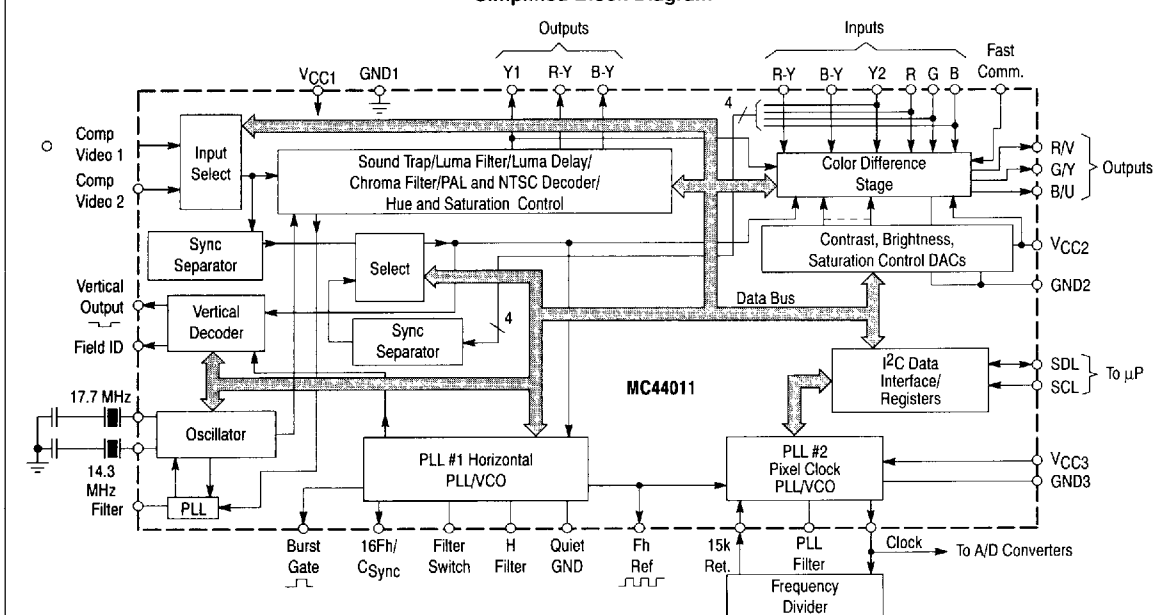 Outputs
Inputs
VCC1
GND1
Y1
R-Y
B-Y
R-Y
B-Y
Y2
R
G
B
Fast
Comm.
4
Comp
Video 1
Comp
Video 2
Input
Select
Sound Trap/Luma Filter/Luma Delay/
Chroma Filter/PAL and NTSC Decoder/
Hue and Saturation Control
Color Difference
Stage
R/V
G/Y
B/U
Outputs
Sync
Separator
Select
Contrast, Brightness,
Saturation Control DACs
VCC2
GND2
Vertical
Output
Field ID
Vertical
Decoder
Sync
Separator
4
Data Bus
MC44011
I2C Data
Interface/
Registers
SDL
SCL
To µP
17.7 MHz
Oscillator
14.3
MHz
Filter
PLL
PLL #1 Horizontal
PLL/VCO
PLL #2
Pixel Clock
PLL/VCO
VCC3
GND3
Burst
Gate
16Fh/
CSync
Filter
Switch
H
Filter
Quiet
GND
Fh
Ref
15k
Ret.
PLL
Filter
Clock
To A/D Converters
Frequency
Divider